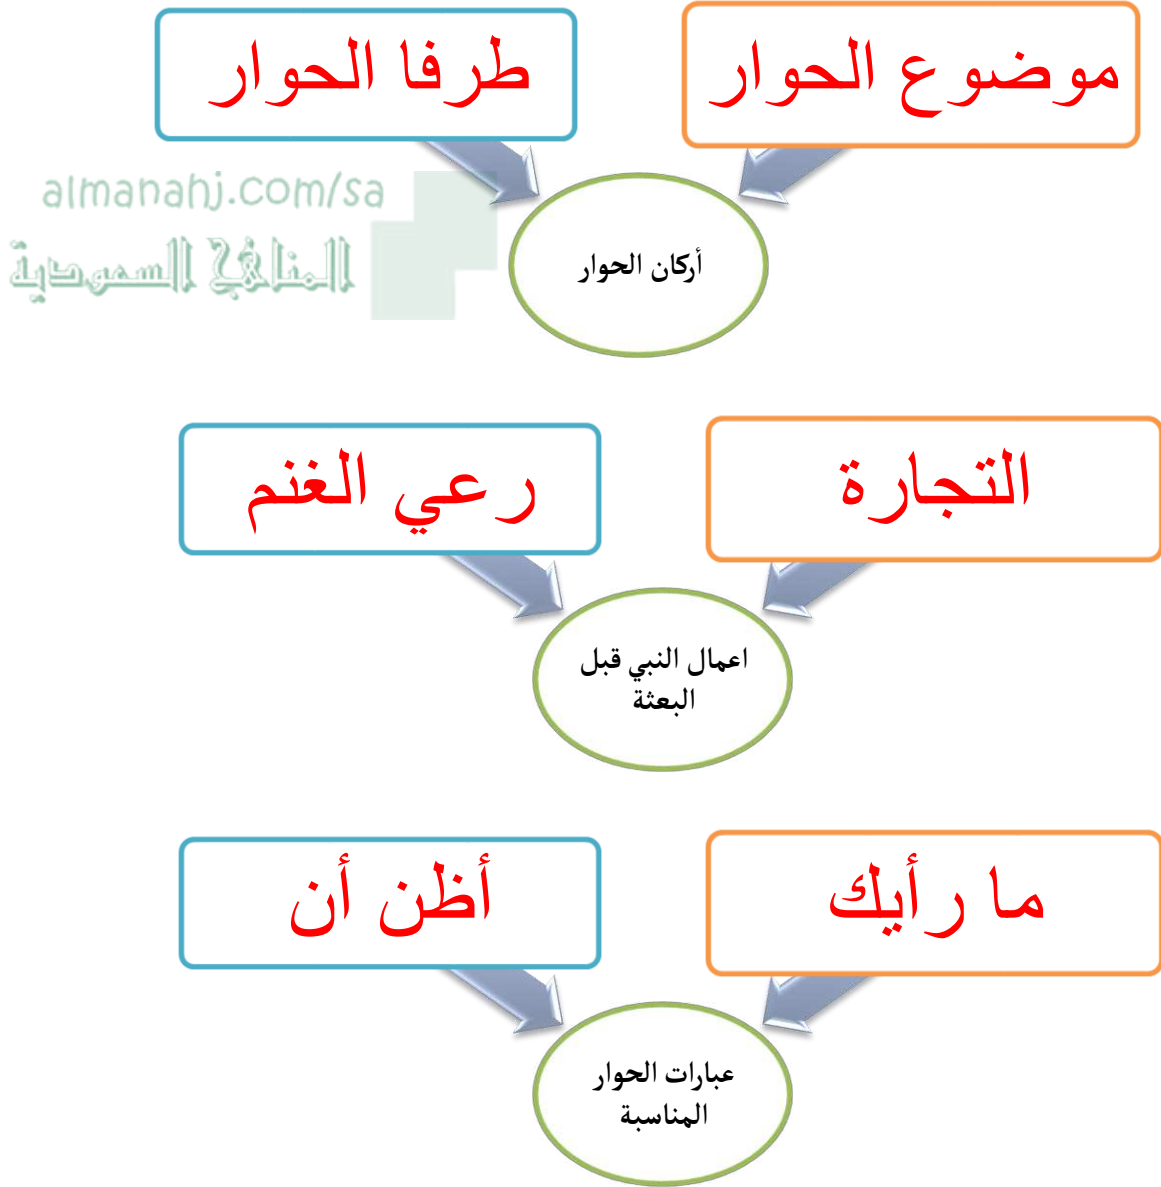 موضوع الحوار
طرفا الحوار
almanahj.com/sa
المناهج السعودية
أركان الحوار
التجارة
رعي الغنم
اعمال النبي قبل
البعثة
ما رأيك
أظن أن
عبارات الحوار
المناسبة